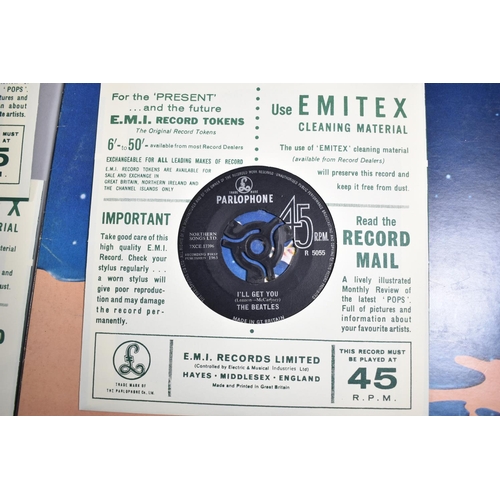 For the 'PRESENT'
...and the future
E.M.I. RECORD TOKENS
The Original Record Tokens
6/- to 50/- available from most Record Dealers
EXCHANGEABLE FOR ALL LEADING MAKES OF RECORD
E.M.I. RECORD TOKENS ARE AVAILABLE FOR
SALE AND EXCHANGE IN
GREAT BRITAIN, NORTHERN IRELAND AND
THE CHANNEL ISLANDS ONLY
Use EMITEX
CLEANING MATERIAL
The use of 'EMITEX' cleaning material
(available from Record Dealers)
will preserve this record and
keep it free from dust.
IMPORTANT
Take good care of this
high quality E.M.I.
Record. Check your
stylus regularly...
a worn stylus will
give poor reproduction
and may damage
the record per-
manently.
PARLOPHONE
45
RPM
R 5055
NORTHERN
SONGS LTD
I'LL GET YOU
(Lennon-McCartney)
THE BEATLES
MADE IN GT BRITAIN
Read the
RECORD
MAIL
A lively illustrated
Monthly Review of
the latest 'POPS'.
Full of pictures and
information about
your favourite artists.
£
TRADE MARK OF
THE PARLOPHONE Co. Ltd.
E.M.I. RECORDS LIMITED
(Controlled by Electric & Musical Industries Ltd)
HAYES · MIDDLESEX · ENGLAND
Made and Printed in Great Britain
THIS RECORD MUST
BE PLAYED AT
45
R.P.M.